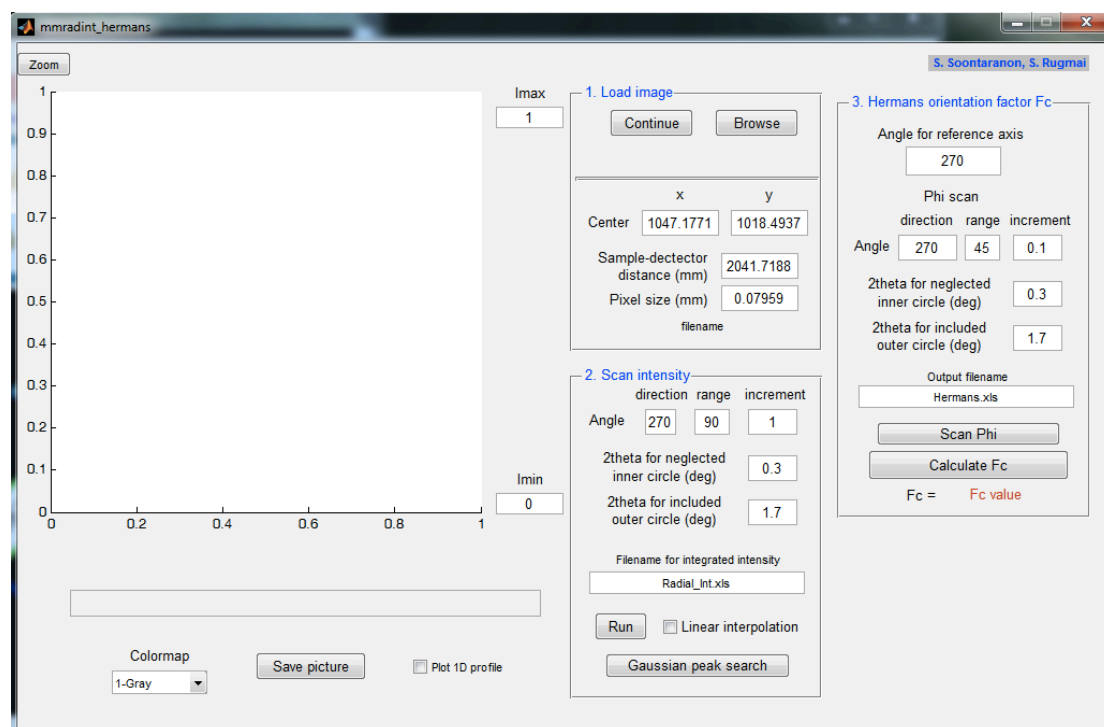 mmradint_hermans
Zoom
S. Soontaranon, S. Rugmai
1
0.9
0.8
0.7
0.6
0.5
0.4
0.3
0.2
0.1
0
0 0.2 0.4 0.6 0.8 1
Imax
1
Imin
0
Colormap
1-Gray
Save picture
Plot 1D profile
1. Load image
Continue Browse
x y
Center 1047.1771 1018.4937
Sample-dectector
distance (mm) 2041.7188
Pixel size (mm) 0.07959
filename
2. Scan intensity
direction range increment
Angle 270 90 1
2theta for neglected
inner circle (deg) 0.3
2theta for included
outer circle (deg) 1.7
Filename for integrated intensity
Radial_Int.xls
Run Linear interpolation
Gaussian peak search
3. Hermans orientation factor Fc
Angle for reference axis
270
Phi scan
direction range increment
Angle 270 45 0.1
2theta for neglected
inner circle (deg) 0.3
2theta for included
outer circle (deg) 1.7
Output filename
Hermans.xls
Scan Phi
Calculate Fc
Fc = Fc value